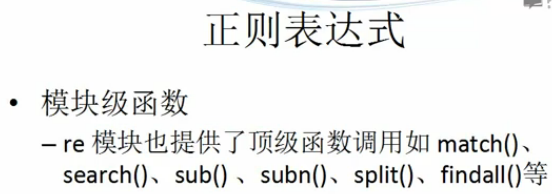 正则表达式
• 模块级函数
– re 模块也提供了顶级函数调用如 match()、
search()、sub() 、subn()、split()、findall()等